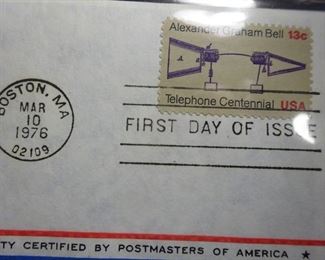 Alexander Graham Bell 13c
Telephone Centennial USA
BOSTON, MA
MAR
10
1976
02109
FIRST DAY OF ISSUE
TY CERTIFIED BY POSTMASTERS OF AMERICA ★